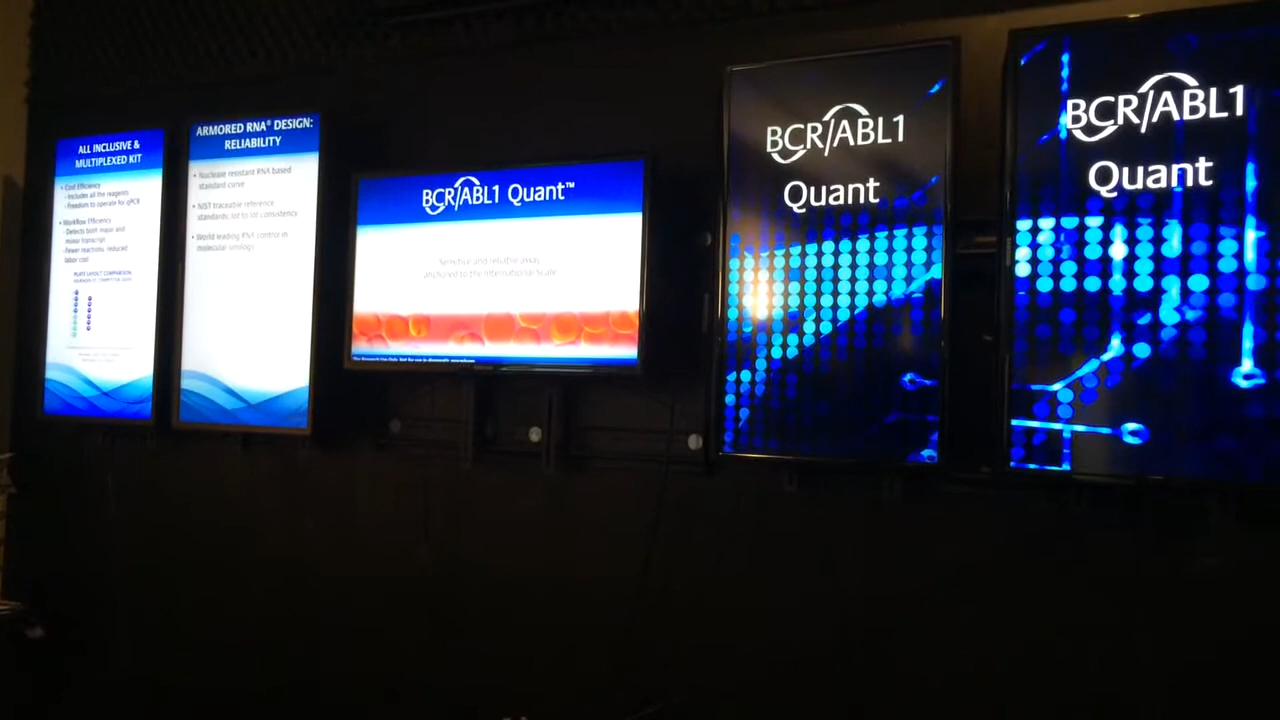 ALL INCLUSIVE &
MULTIPLEXED KIT
• Cost Efficiency
- Includes all the reagents
- Freedom to operate for qPCR
• Workflow Efficiency
- Detects both major and
minor transcript
- Fewer reactions, reduced
labor cost
PLATE LAYOUT COMPARISON,
ARMORED RNA® DESIGN:
RELIABILITY
• Nuclease resistant RNA based
standard curve
• NIST traceable reference
standards: lot to lot consistency
• World leading RNA control in
molecular virology
BCR/ABL1 Quant™
Sensitive and reliable assay
anchored to the International Scale
BCR/ABL1
Quant
BCR/ABL1
Quant